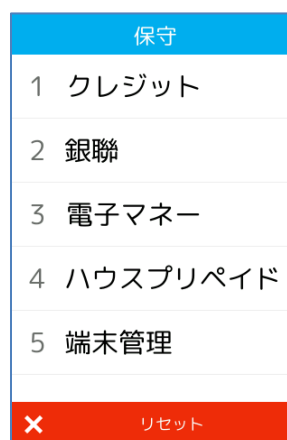 保守
1 クレジット
2 銀聯
3 電子マネー
4 ハウスプリペイド
5 端末管理
× リセット